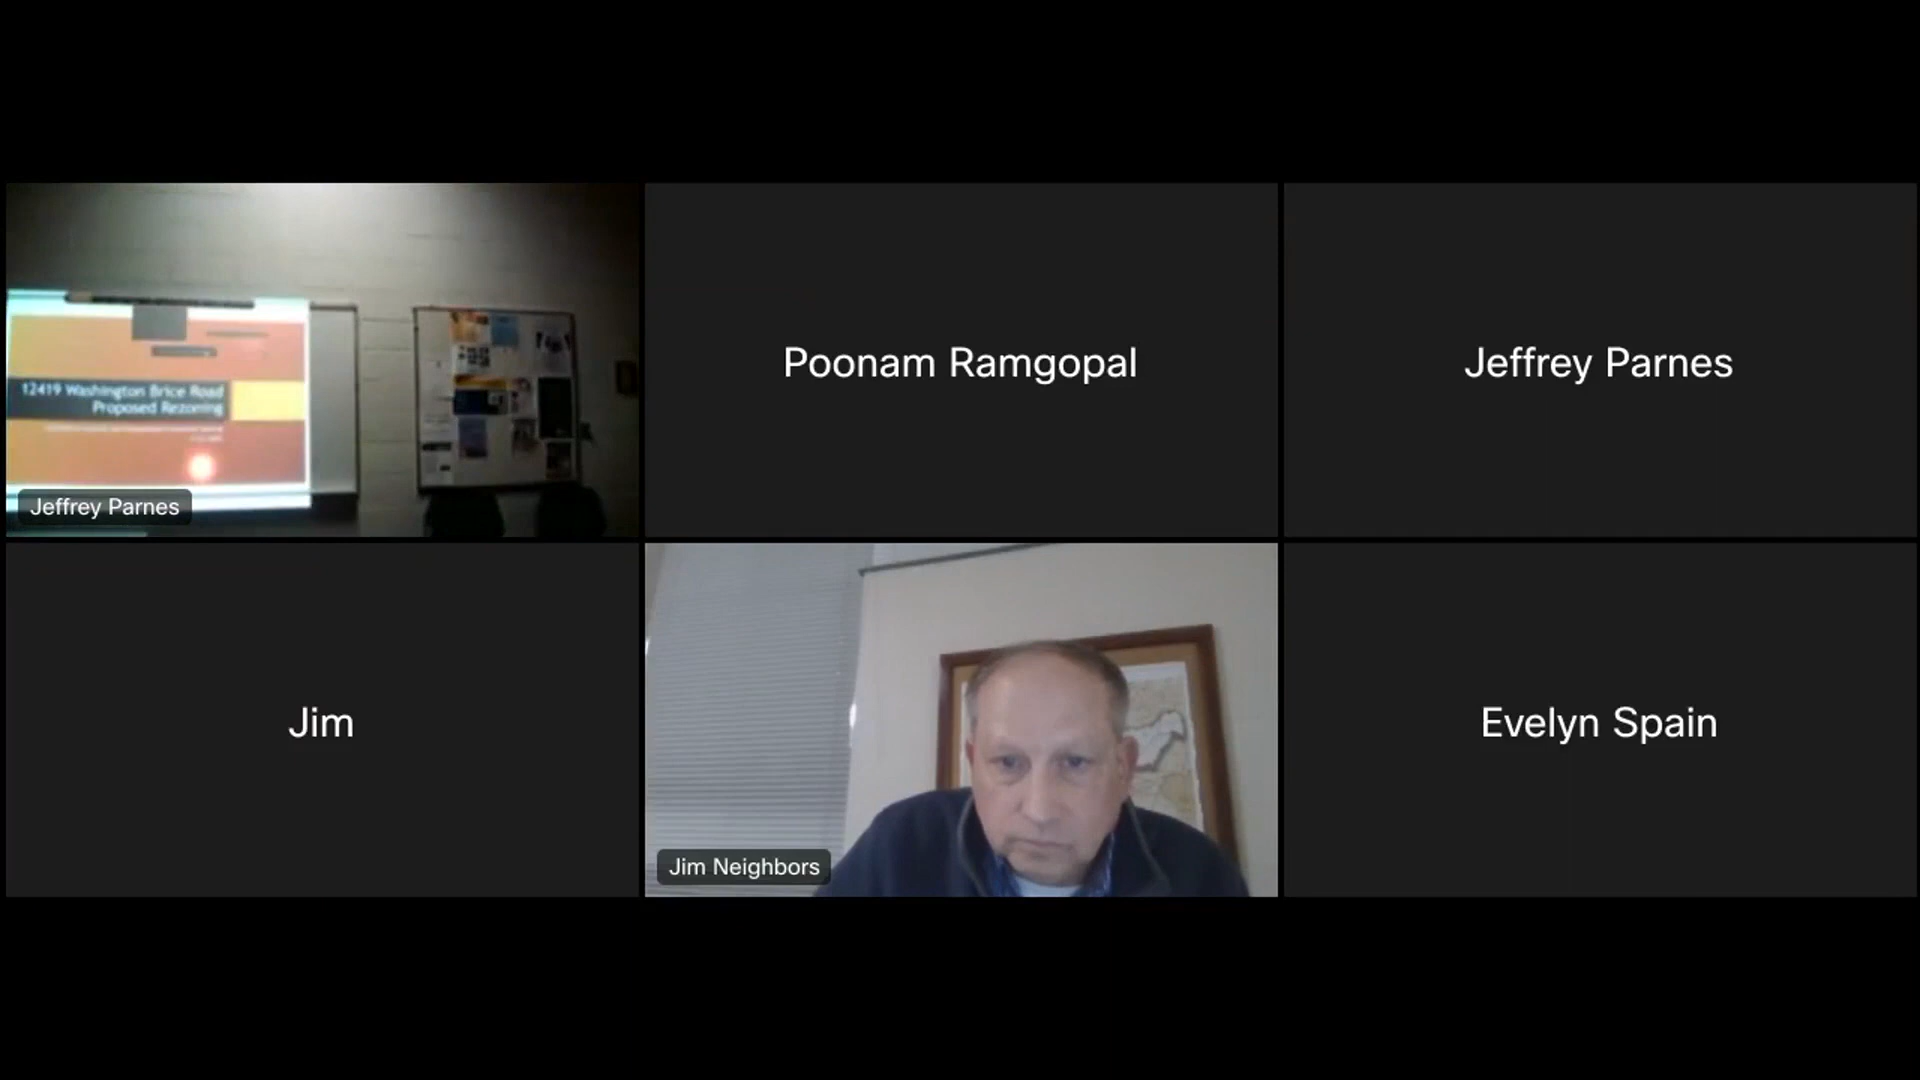 12419 Washington Brice Road
Proposed Rezoning
Jeffrey Parnes
Poonam Ramgopal
Jeffrey Parnes
Jim
Jim Neighbors
Evelyn Spain